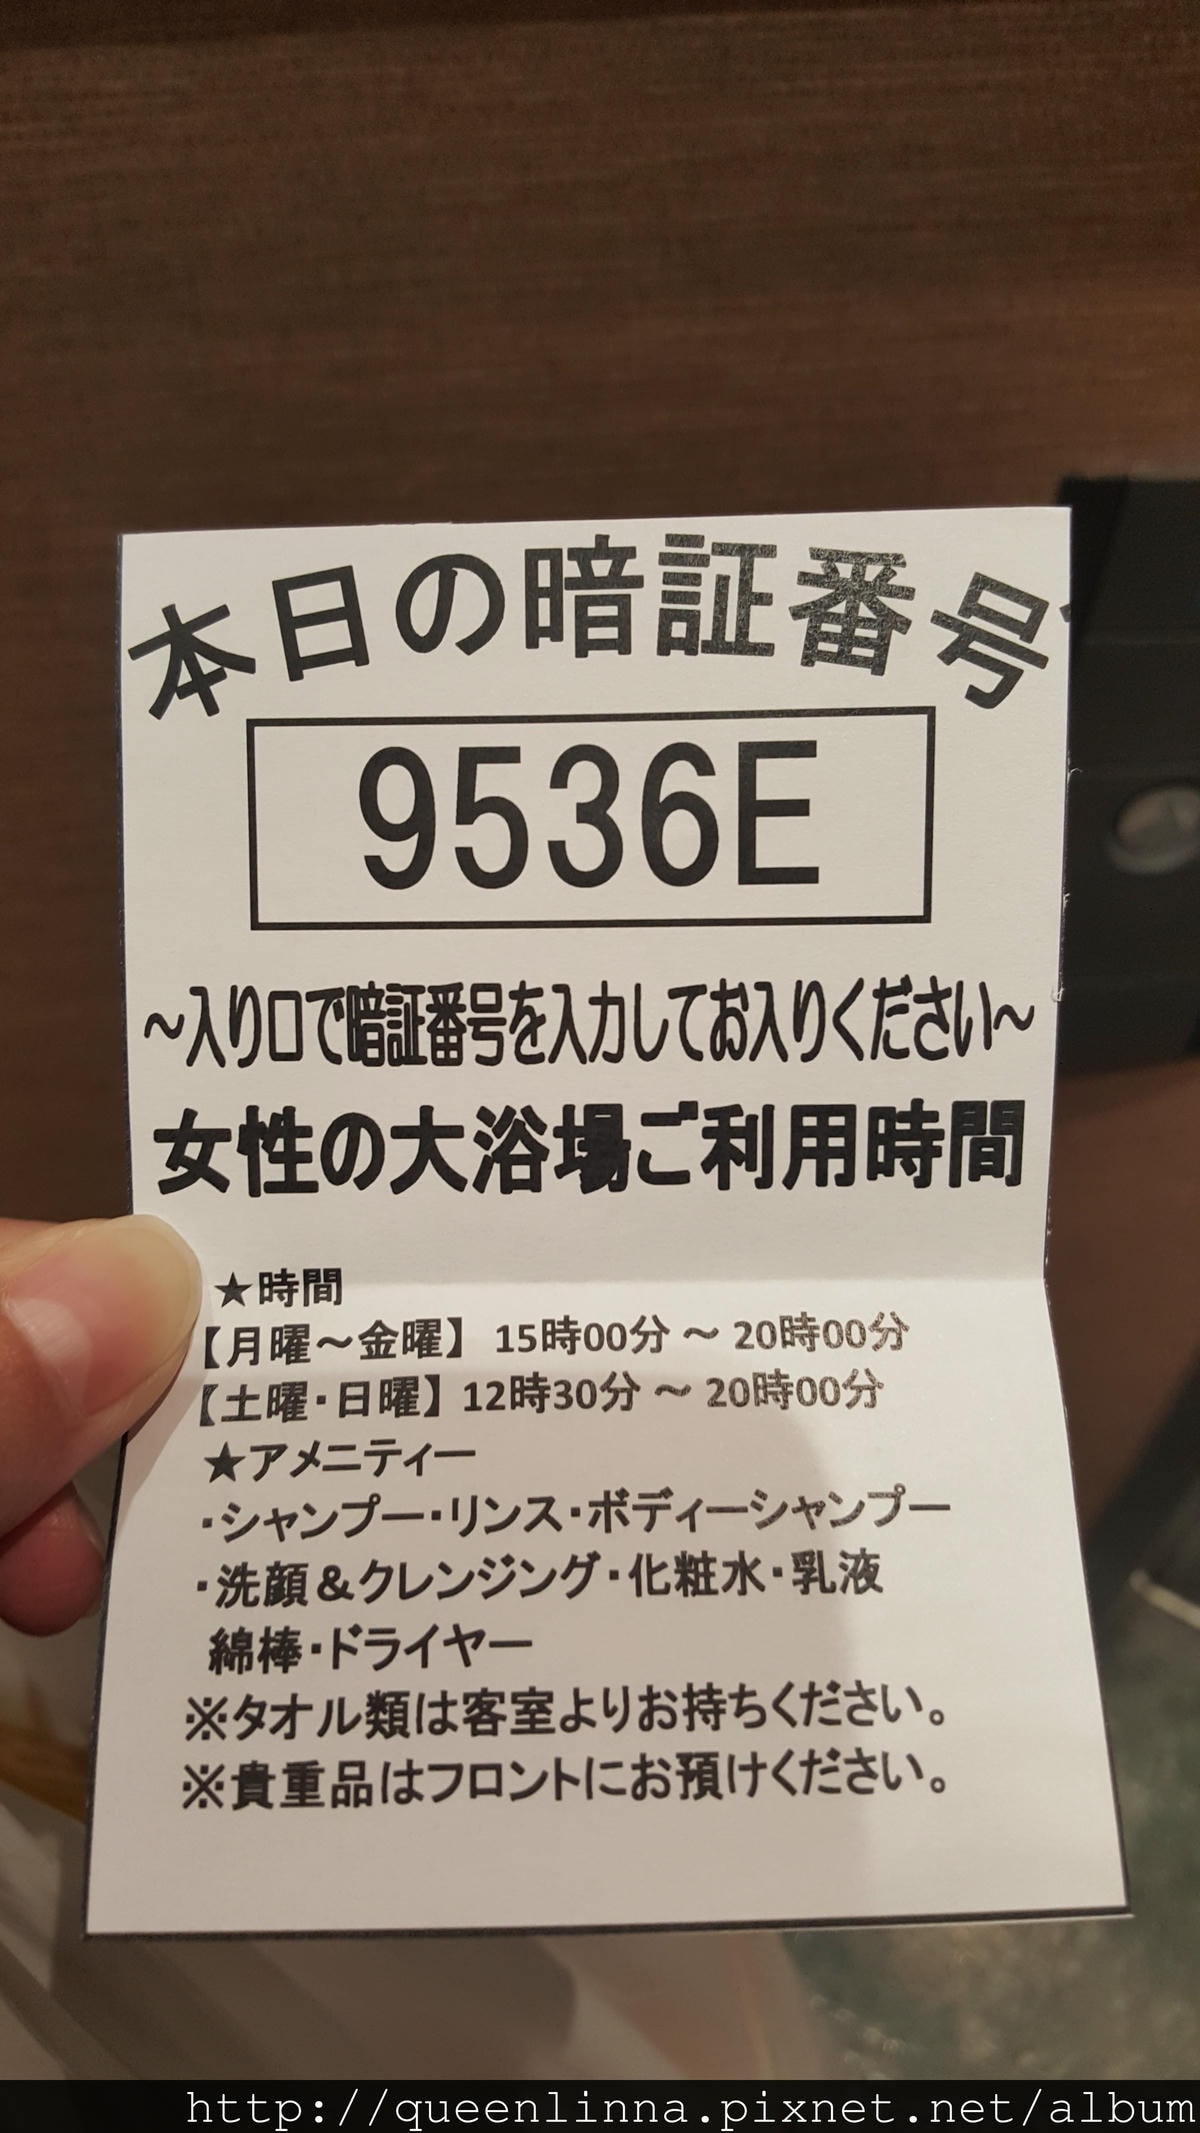 本日の暗証番号
9536E
～入り口で暗証番号を入力してお入りください～
女性の大浴場ご利用時間
★時間
【月曜～金曜】 15時00分 ～ 20時00分
【土曜・日曜】 12時30分 ～ 20時00分
★アメニティー
・シャンプー・リンス・ボディーシャンプー
・洗顔＆クレンジング・化粧水・乳液
綿棒・ドライヤー
※タオル類は客室よりお持ちください。
※貴重品はフロントにお預けください。
http://queenlinna.pixnet.net/album